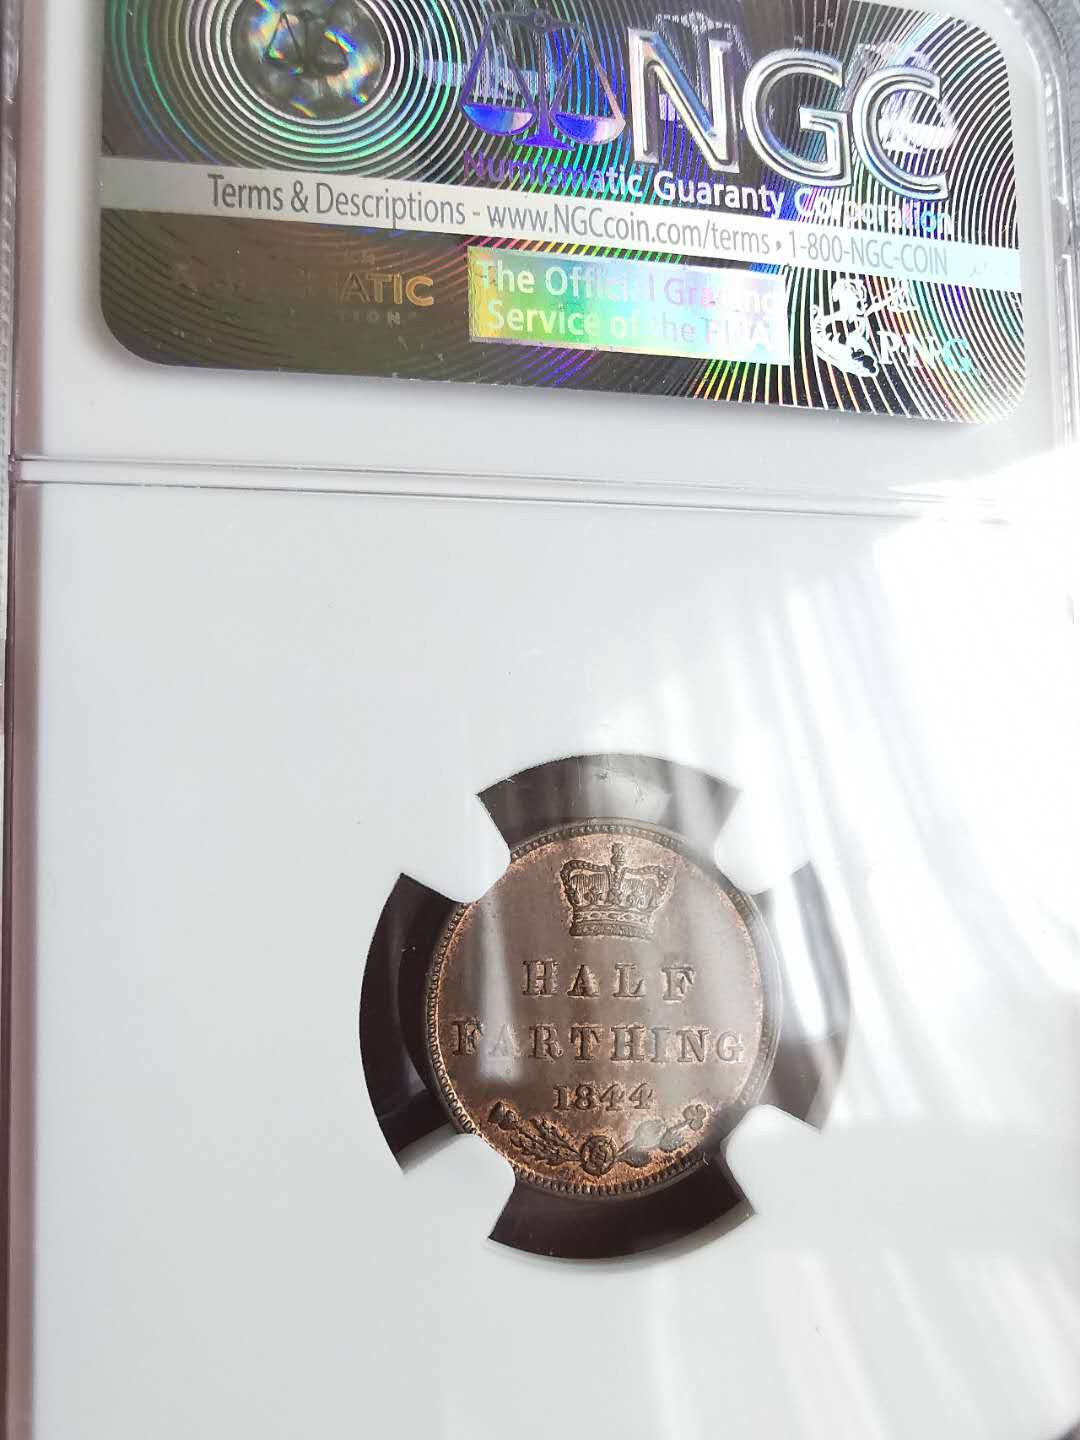 NGC
Numismatic Guaranty Corporation
Terms & Descriptions - www.NGCcoin.com/terms • 1-800-NGC-COIN
The Official Grading
Service of the PNG
HALF
FARTHING
1844